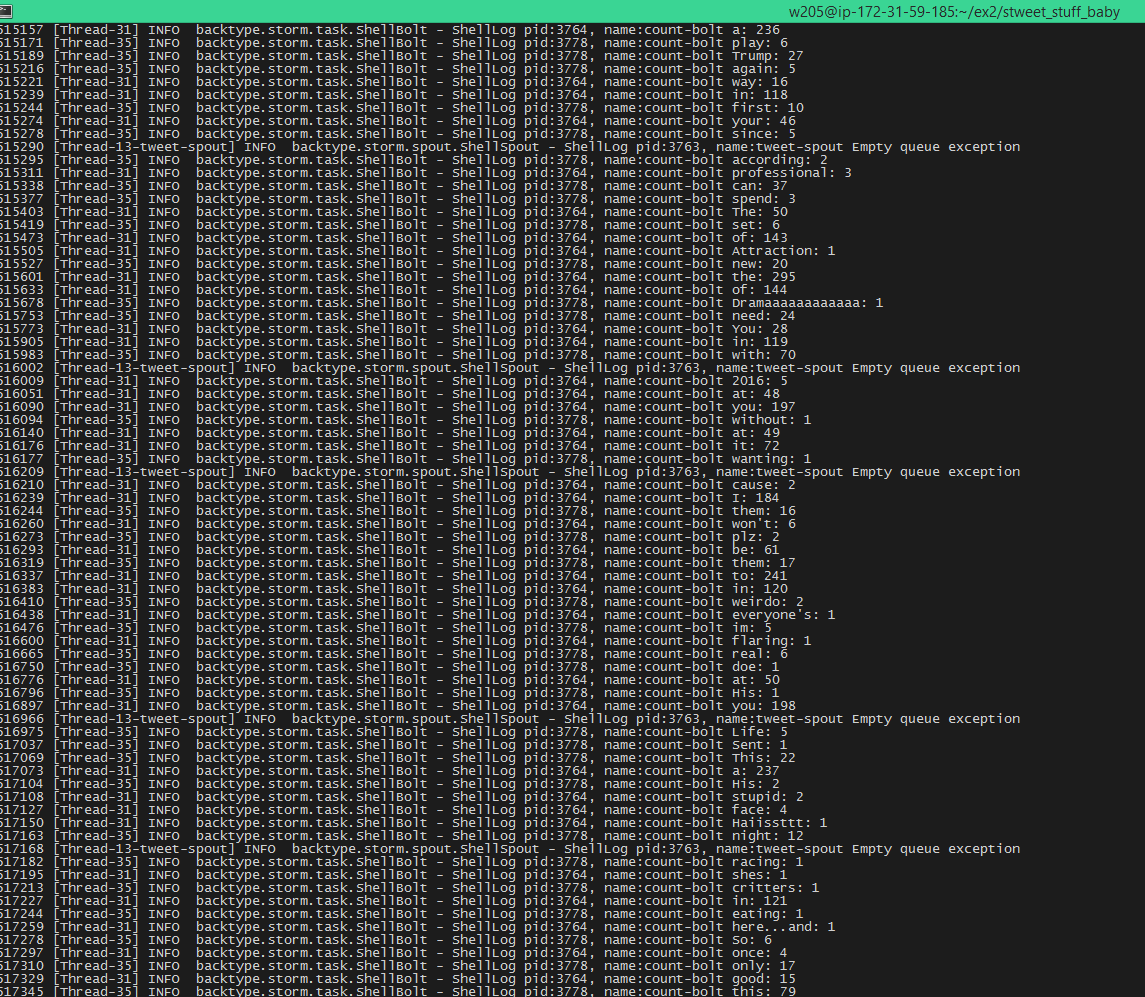 w205@ip-172-31-59-185:~/ex2/stweet_stuff_baby
515157 [Thread-31] INFO  backtype.storm.task.ShellBolt - ShellLog pid:3764, name:count-bolt a: 236
515171 [Thread-35] INFO  backtype.storm.task.ShellBolt - ShellLog pid:3778, name:count-bolt play: 6
515189 [Thread-35] INFO  backtype.storm.task.ShellBolt - ShellLog pid:3778, name:count-bolt Trump: 27
515216 [Thread-35] INFO  backtype.storm.task.ShellBolt - ShellLog pid:3778, name:count-bolt again: 5
515221 [Thread-31] INFO  backtype.storm.task.ShellBolt - ShellLog pid:3764, name:count-bolt way: 16
515239 [Thread-31] INFO  backtype.storm.task.ShellBolt - ShellLog pid:3764, name:count-bolt in: 118
515244 [Thread-35] INFO  backtype.storm.task.ShellBolt - ShellLog pid:3778, name:count-bolt first: 10
515274 [Thread-31] INFO  backtype.storm.task.ShellBolt - ShellLog pid:3764, name:count-bolt your: 46
515278 [Thread-35] INFO  backtype.storm.task.ShellBolt - ShellLog pid:3778, name:count-bolt since: 5
515290 [Thread-13-tweet-spout] INFO  backtype.storm.spout.ShellSpout - ShellLog pid:3763, name:tweet-spout Empty queue exception
515295 [Thread-35] INFO  backtype.storm.task.ShellBolt - ShellLog pid:3778, name:count-bolt according: 2
515311 [Thread-31] INFO  backtype.storm.task.ShellBolt - ShellLog pid:3764, name:count-bolt professional: 3
515338 [Thread-35] INFO  backtype.storm.task.ShellBolt - ShellLog pid:3778, name:count-bolt can: 37
515377 [Thread-35] INFO  backtype.storm.task.ShellBolt - ShellLog pid:3778, name:count-bolt spend: 3
515403 [Thread-31] INFO  backtype.storm.task.ShellBolt - ShellLog pid:3764, name:count-bolt The: 50
515419 [Thread-35] INFO  backtype.storm.task.ShellBolt - ShellLog pid:3778, name:count-bolt set: 6
515473 [Thread-31] INFO  backtype.storm.task.ShellBolt - ShellLog pid:3764, name:count-bolt of: 143
515505 [Thread-31] INFO  backtype.storm.task.ShellBolt - ShellLog pid:3764, name:count-bolt Attraction: 1
515527 [Thread-35] INFO  backtype.storm.task.ShellBolt - ShellLog pid:3778, name:count-bolt new: 20
515601 [Thread-31] INFO  backtype.storm.task.ShellBolt - ShellLog pid:3764, name:count-bolt the: 295
515633 [Thread-31] INFO  backtype.storm.task.ShellBolt - ShellLog pid:3764, name:count-bolt of: 144
515678 [Thread-35] INFO  backtype.storm.task.ShellBolt - ShellLog pid:3778, name:count-bolt Dramaaaaaaaaaaaa: 1
515753 [Thread-35] INFO  backtype.storm.task.ShellBolt - ShellLog pid:3778, name:count-bolt need: 24
515773 [Thread-31] INFO  backtype.storm.task.ShellBolt - ShellLog pid:3764, name:count-bolt You: 28
515905 [Thread-31] INFO  backtype.storm.task.ShellBolt - ShellLog pid:3764, name:count-bolt in: 119
515983 [Thread-35] INFO  backtype.storm.task.ShellBolt - ShellLog pid:3778, name:count-bolt with: 70
516002 [Thread-13-tweet-spout] INFO  backtype.storm.spout.ShellSpout - ShellLog pid:3763, name:tweet-spout Empty queue exception
516009 [Thread-31] INFO  backtype.storm.task.ShellBolt - ShellLog pid:3764, name:count-bolt 2016: 5
516051 [Thread-31] INFO  backtype.storm.task.ShellBolt - ShellLog pid:3764, name:count-bolt at: 48
516090 [Thread-31] INFO  backtype.storm.task.ShellBolt - ShellLog pid:3764, name:count-bolt you: 197
516094 [Thread-35] INFO  backtype.storm.task.ShellBolt - ShellLog pid:3778, name:count-bolt without: 1
516140 [Thread-31] INFO  backtype.storm.task.ShellBolt - ShellLog pid:3764, name:count-bolt at: 49
516176 [Thread-31] INFO  backtype.storm.task.ShellBolt - ShellLog pid:3764, name:count-bolt it: 72
516177 [Thread-35] INFO  backtype.storm.task.ShellBolt - ShellLog pid:3778, name:count-bolt wanting: 1
516209 [Thread-13-tweet-spout] INFO  backtype.storm.spout.ShellSpout - ShellLog pid:3763, name:tweet-spout Empty queue exception
516210 [Thread-31] INFO  backtype.storm.task.ShellBolt - ShellLog pid:3764, name:count-bolt cause: 2
516239 [Thread-31] INFO  backtype.storm.task.ShellBolt - ShellLog pid:3764, name:count-bolt I: 184
516244 [Thread-35] INFO  backtype.storm.task.ShellBolt - ShellLog pid:3778, name:count-bolt them: 16
516260 [Thread-31] INFO  backtype.storm.task.ShellBolt - ShellLog pid:3764, name:count-bolt won't: 6
516273 [Thread-35] INFO  backtype.storm.task.ShellBolt - ShellLog pid:3778, name:count-bolt plz: 2
516293 [Thread-31] INFO  backtype.storm.task.ShellBolt - ShellLog pid:3764, name:count-bolt be: 61
516319 [Thread-35] INFO  backtype.storm.task.ShellBolt - ShellLog pid:3778, name:count-bolt them: 17
516337 [Thread-31] INFO  backtype.storm.task.ShellBolt - ShellLog pid:3764, name:count-bolt to: 241
516383 [Thread-31] INFO  backtype.storm.task.ShellBolt - ShellLog pid:3764, name:count-bolt in: 120
516410 [Thread-35] INFO  backtype.storm.task.ShellBolt - ShellLog pid:3778, name:count-bolt weirdo: 2
516438 [Thread-31] INFO  backtype.storm.task.ShellBolt - ShellLog pid:3764, name:count-bolt everyone's: 1
516476 [Thread-35] INFO  backtype.storm.task.ShellBolt - ShellLog pid:3778, name:count-bolt im: 5
516600 [Thread-31] INFO  backtype.storm.task.ShellBolt - ShellLog pid:3764, name:count-bolt flaring: 1
516665 [Thread-35] INFO  backtype.storm.task.ShellBolt - ShellLog pid:3778, name:count-bolt real: 6
516750 [Thread-31] INFO  backtype.storm.task.ShellBolt - ShellLog pid:3764, name:count-bolt doe: 1
516776 [Thread-31] INFO  backtype.storm.task.ShellBolt - ShellLog pid:3764, name:count-bolt at: 50
516796 [Thread-35] INFO  backtype.storm.task.ShellBolt - ShellLog pid:3778, name:count-bolt His: 1
516897 [Thread-31] INFO  backtype.storm.task.ShellBolt - ShellLog pid:3764, name:count-bolt you: 198
516966 [Thread-13-tweet-spout] INFO  backtype.storm.spout.ShellSpout - ShellLog pid:3763, name:tweet-spout Empty queue exception
516975 [Thread-35] INFO  backtype.storm.task.ShellBolt - ShellLog pid:3778, name:count-bolt Life: 5
517037 [Thread-35] INFO  backtype.storm.task.ShellBolt - ShellLog pid:3778, name:count-bolt Sent: 1
517069 [Thread-35] INFO  backtype.storm.task.ShellBolt - ShellLog pid:3778, name:count-bolt This: 22
517073 [Thread-31] INFO  backtype.storm.task.ShellBolt - ShellLog pid:3764, name:count-bolt a: 237
517104 [Thread-35] INFO  backtype.storm.task.ShellBolt - ShellLog pid:3778, name:count-bolt His: 2
517108 [Thread-31] INFO  backtype.storm.task.ShellBolt - ShellLog pid:3764, name:count-bolt stupid: 2
517127 [Thread-31] INFO  backtype.storm.task.ShellBolt - ShellLog pid:3764, name:count-bolt face: 4
517150 [Thread-31] INFO  backtype.storm.task.ShellBolt - ShellLog pid:3764, name:count-bolt Haiissttt: 1
517163 [Thread-35] INFO  backtype.storm.task.ShellBolt - ShellLog pid:3778, name:count-bolt night: 12
517168 [Thread-13-tweet-spout] INFO  backtype.storm.spout.ShellSpout - ShellLog pid:3763, name:tweet-spout Empty queue exception
517182 [Thread-35] INFO  backtype.storm.task.ShellBolt - ShellLog pid:3778, name:count-bolt racing: 1
517195 [Thread-31] INFO  backtype.storm.task.ShellBolt - ShellLog pid:3764, name:count-bolt shes: 1
517213 [Thread-35] INFO  backtype.storm.task.ShellBolt - ShellLog pid:3778, name:count-bolt critters: 1
517227 [Thread-31] INFO  backtype.storm.task.ShellBolt - ShellLog pid:3764, name:count-bolt in: 121
517244 [Thread-35] INFO  backtype.storm.task.ShellBolt - ShellLog pid:3778, name:count-bolt eating: 1
517259 [Thread-31] INFO  backtype.storm.task.ShellBolt - ShellLog pid:3764, name:count-bolt here...and: 1
517278 [Thread-35] INFO  backtype.storm.task.ShellBolt - ShellLog pid:3778, name:count-bolt So: 6
517297 [Thread-31] INFO  backtype.storm.task.ShellBolt - ShellLog pid:3764, name:count-bolt once: 4
517310 [Thread-35] INFO  backtype.storm.task.ShellBolt - ShellLog pid:3778, name:count-bolt only: 17
517329 [Thread-31] INFO  backtype.storm.task.ShellBolt - ShellLog pid:3764, name:count-bolt good: 15
517345 [Thread-35] INFO  backtype.storm.task.ShellBolt - ShellLog pid:3778, name:count-bolt this: 79